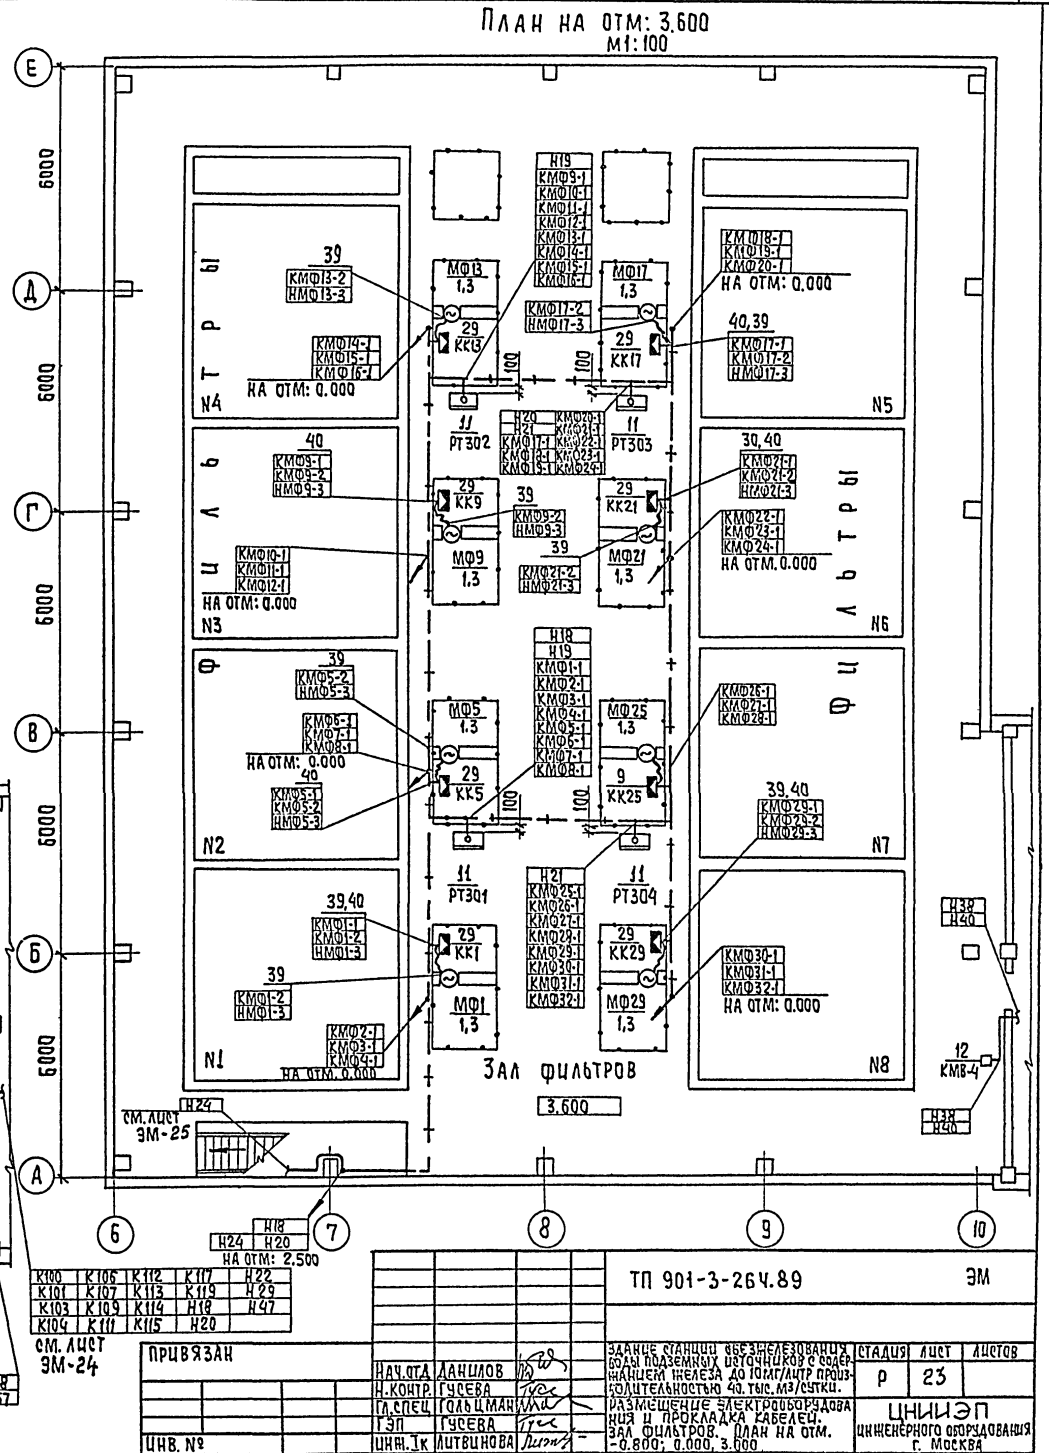 План на отм: 3.600
М1:100
Е
Д
Г
В
Б
А
6000
6000
6000
6000
6000
Н19
КМФ9-1
КМФ10-1
КМФ11-1
КМФ12-1
КМФ13-1
КМФ14-1
КМФ15-1
КМФ16-1
39
КМФ13-2
НМФ13-3
МФ13
1,3
МФ17
1,3
КМФ18-1
КМФ19-1
КМФ20-1
на отм: 0.000
КМФ17-2
НМФ17-3
29
КК13
29
КК17
40,39
КМФ17-1
КМФ17-2
НМФ17-3
КМФ14-1
КМФ15-1
КМФ16-1
на отм: 0.000
100
100
N4
N5
11
РТ302
11
РТ303
Н20
Н21
КМФ17-1
КМФ18-1
КМФ19-1
КМФ20-1
КМФ21-1
КМФ22-1
КМФ23-1
КМФ24-1
Фильтры
40
КМФ9-1
КМФ9-2
НМФ9-3
29
КК9
39
КМФ9-2
НМФ9-3
29
КК21
30,40
КМФ21-1
КМФ21-2
НМФ21-3
КМФ10-1
КМФ11-1
КМФ12-1
на отм: 0.000
МФ9
1.3
39
КМФ21-2
НМФ21-3
МФ21
1,3
КМФ22-1
КМФ23-1
КМФ24-1
на отм. 0.000
Фильтры
N3
N6
Н18
Н19
КМФ1-1
КМФ2-1
КМФ3-1
КМФ4-1
КМФ5-1
КМФ6-1
КМФ7-1
КМФ8-1
39
КМФ5-2
НМФ5-3
КМФ6-1
КМФ7-1
КМФ8-1
на отм: 0.000
40
КМФ5-1
КМФ5-2
НМФ5-3
МФ5
1.3
29
КК5
МФ25
1,3
9
КК25
КМФ26-1
КМФ27-1
КМФ28-1
39,40
КМФ29-1
КМФ29-2
НМФ29-3
100
100
N2
N7
11
РТ301
11
РТ304
Н21
КМФ25-1
КМФ26-1
КМФ27-1
КМФ28-1
КМФ29-1
КМФ30-1
КМФ31-1
КМФ32-1
39,40
КМФ1-1
КМФ1-2
НМФ1-3
29
КК1
29
КК29
39
КМФ1-2
НМФ1-3
МФ1
1,3
МФ29
1,3
КМФ30-1
КМФ31-1
КМФ32-1
на отм: 0.000
КМФ2-1
КМФ3-1
КМФ4-1
на отм. 0.000
N1
N8
Н38
Н40
12
КМВ-4
Н38
Н40
Зал фильтров
3.600
Н24
см. лист
ЭМ-25
6
7
8
9
10
Н18
Н24 Н20
на отм: 2.500
К100 К106 К112 К117 Н22
К101 К107 К113 К119 Н29
К103 К109 К114 Н18 Н47
К104 К111 К115 Н20
см. лист
ЭМ-24
ТП 901-3-264.89 ЭМ
Привязан
Инв. №
Нач.отд Данилов
Н.контр. Гусева
Гл.спец Гольцман
ГЭП Гусева
Инж. Iк Литвинова
Здание станции обезжелезования
воды подземных источников с содер-
жанием железа до 10мг/литр произ-
водительностью 40.тыс.м3/сутки.
Стадия Лист Листов
Р 23
Размещение электрооборудова
ния и прокладка кабелей.
Зал фильтров. План на отм.
-0.800; 0.000, 3.000
ЦНИИЭП
инженерного оборудования
г. Москва